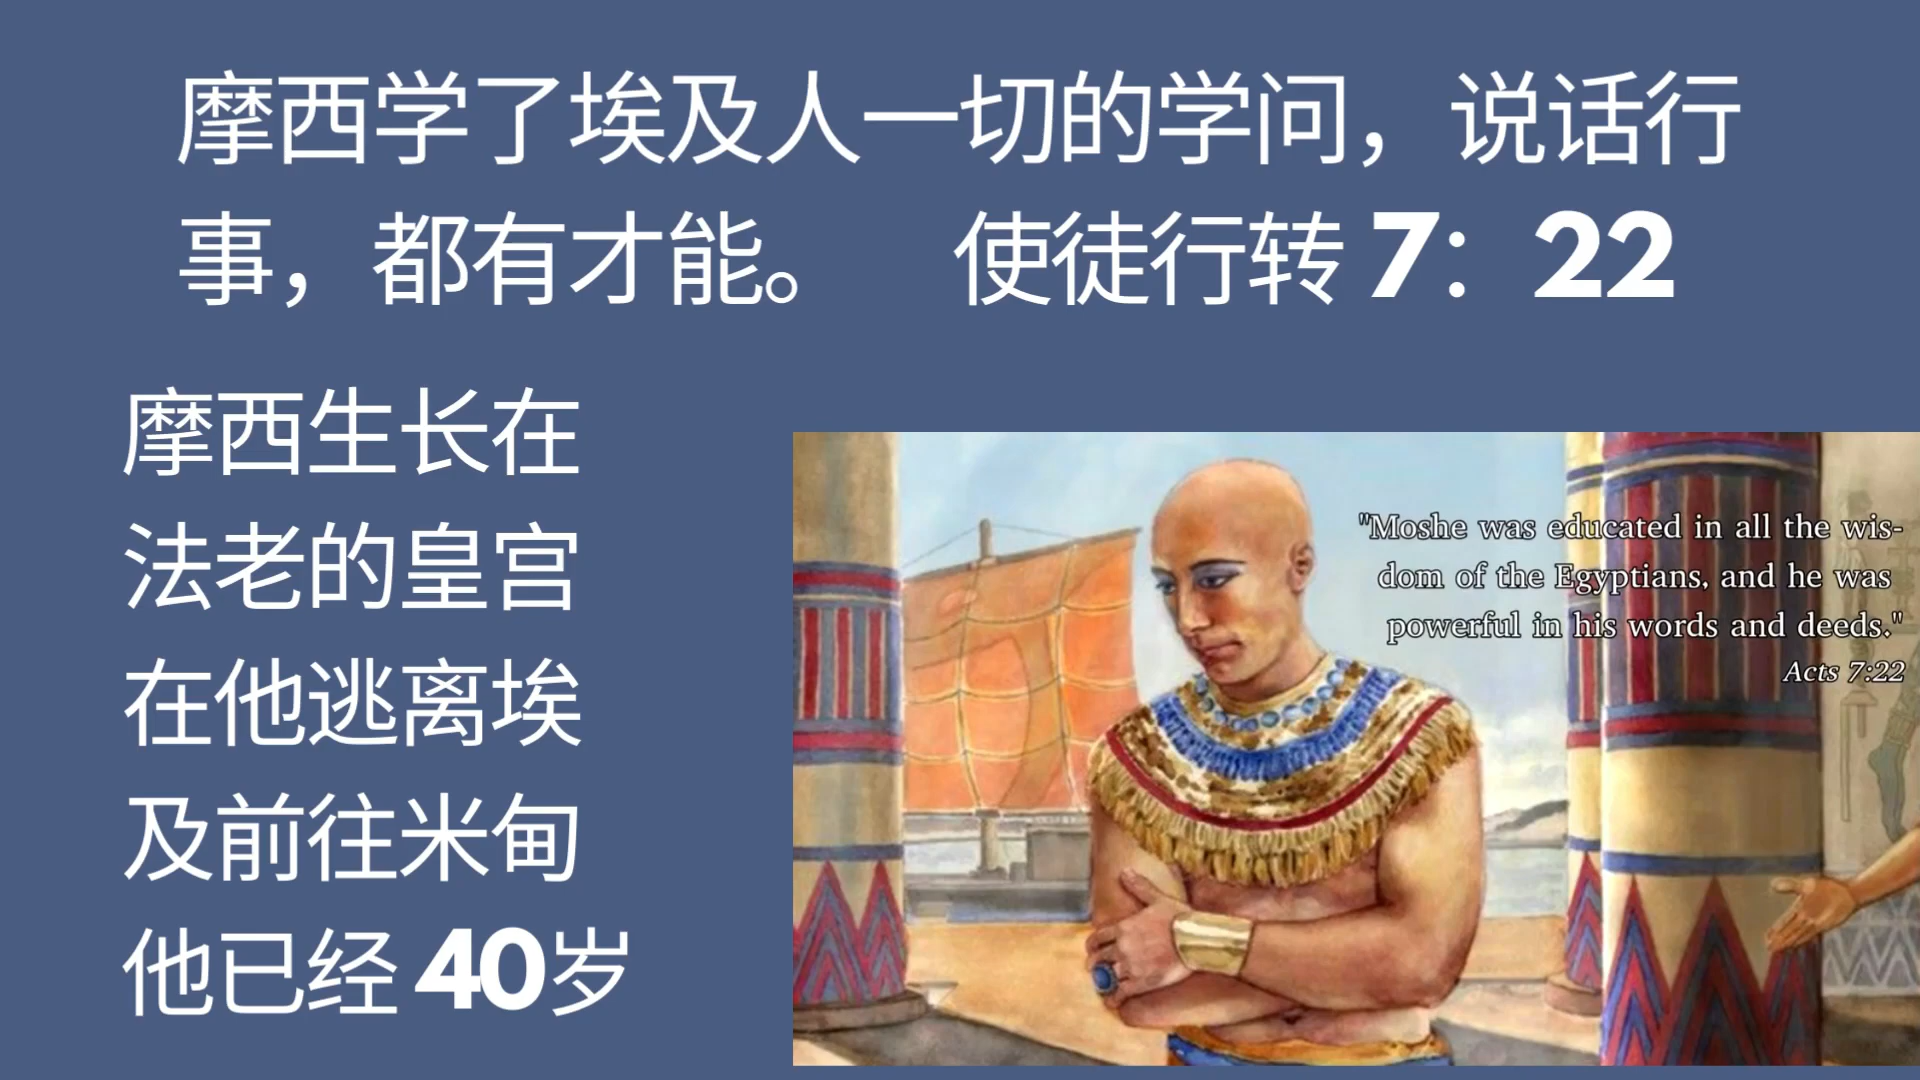 摩西学了埃及人一切的学问，说话行
事，都有才能。 使徒行转 7：22
摩西生长在
法老的皇宫
在他逃离埃
及前往米甸
他已经 40岁
"Moshe was educated in all the wis-
dom of the Egyptians, and he was
powerful in his words and deeds."
Acts 7:22